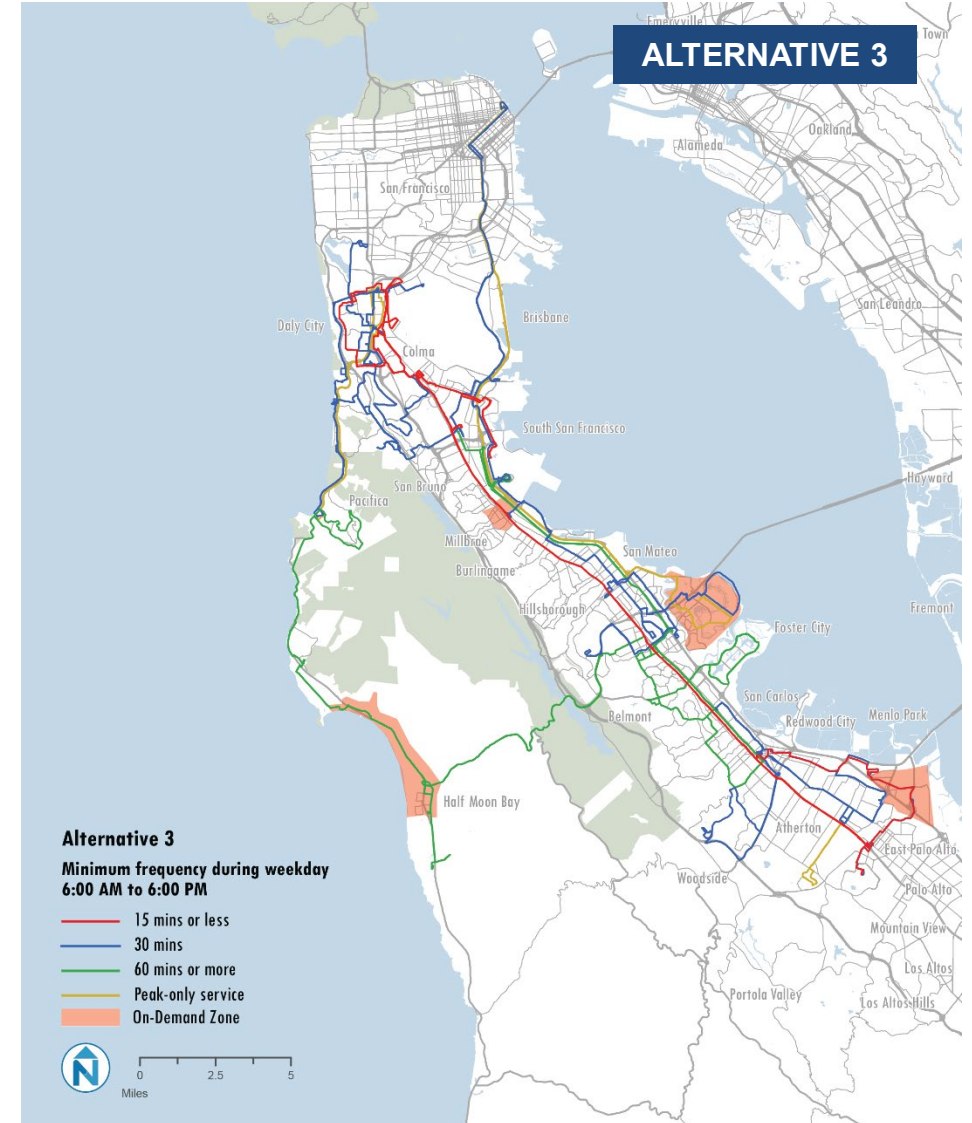 Emeryville
Town
ALTERNATIVE 3
Oakland
Alameda
San Francisco
San Leandro
Brisbane
Daly City
Colma
South San Francisco
Hayward
San Bruno
Pacifica
Millbrae
San Mateo
Burlingame
Hillsborough
Fremont
Foster City
San Carlos
Belmont
Redwood City
Menlo Park
Half Moon Bay
Atherton
East Palo Alto
Woodside
Palo Alto
Mountain View
Los Altos
Portola Valley
Los Altos Hills
Alternative 3
Minimum frequency during weekday
6:00 AM to 6:00 PM
15 mins or less
30 mins
60 mins or more
Peak-only service
On-Demand Zone
N
0 2.5 5
Miles